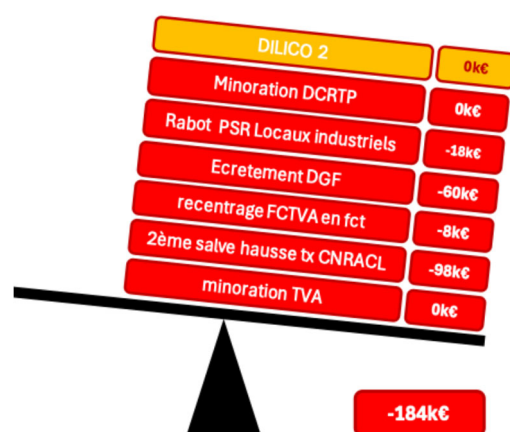 DILICO 2 0k€
Minoration DCRTP 0k€
Rabot PSR Locaux industriels -18k€
Ecretement DGF -60k€
recentrage FCTVA en fct -8k€
2ème salve hausse tx CNRACL -98k€
minoration TVA 0k€
-184k€